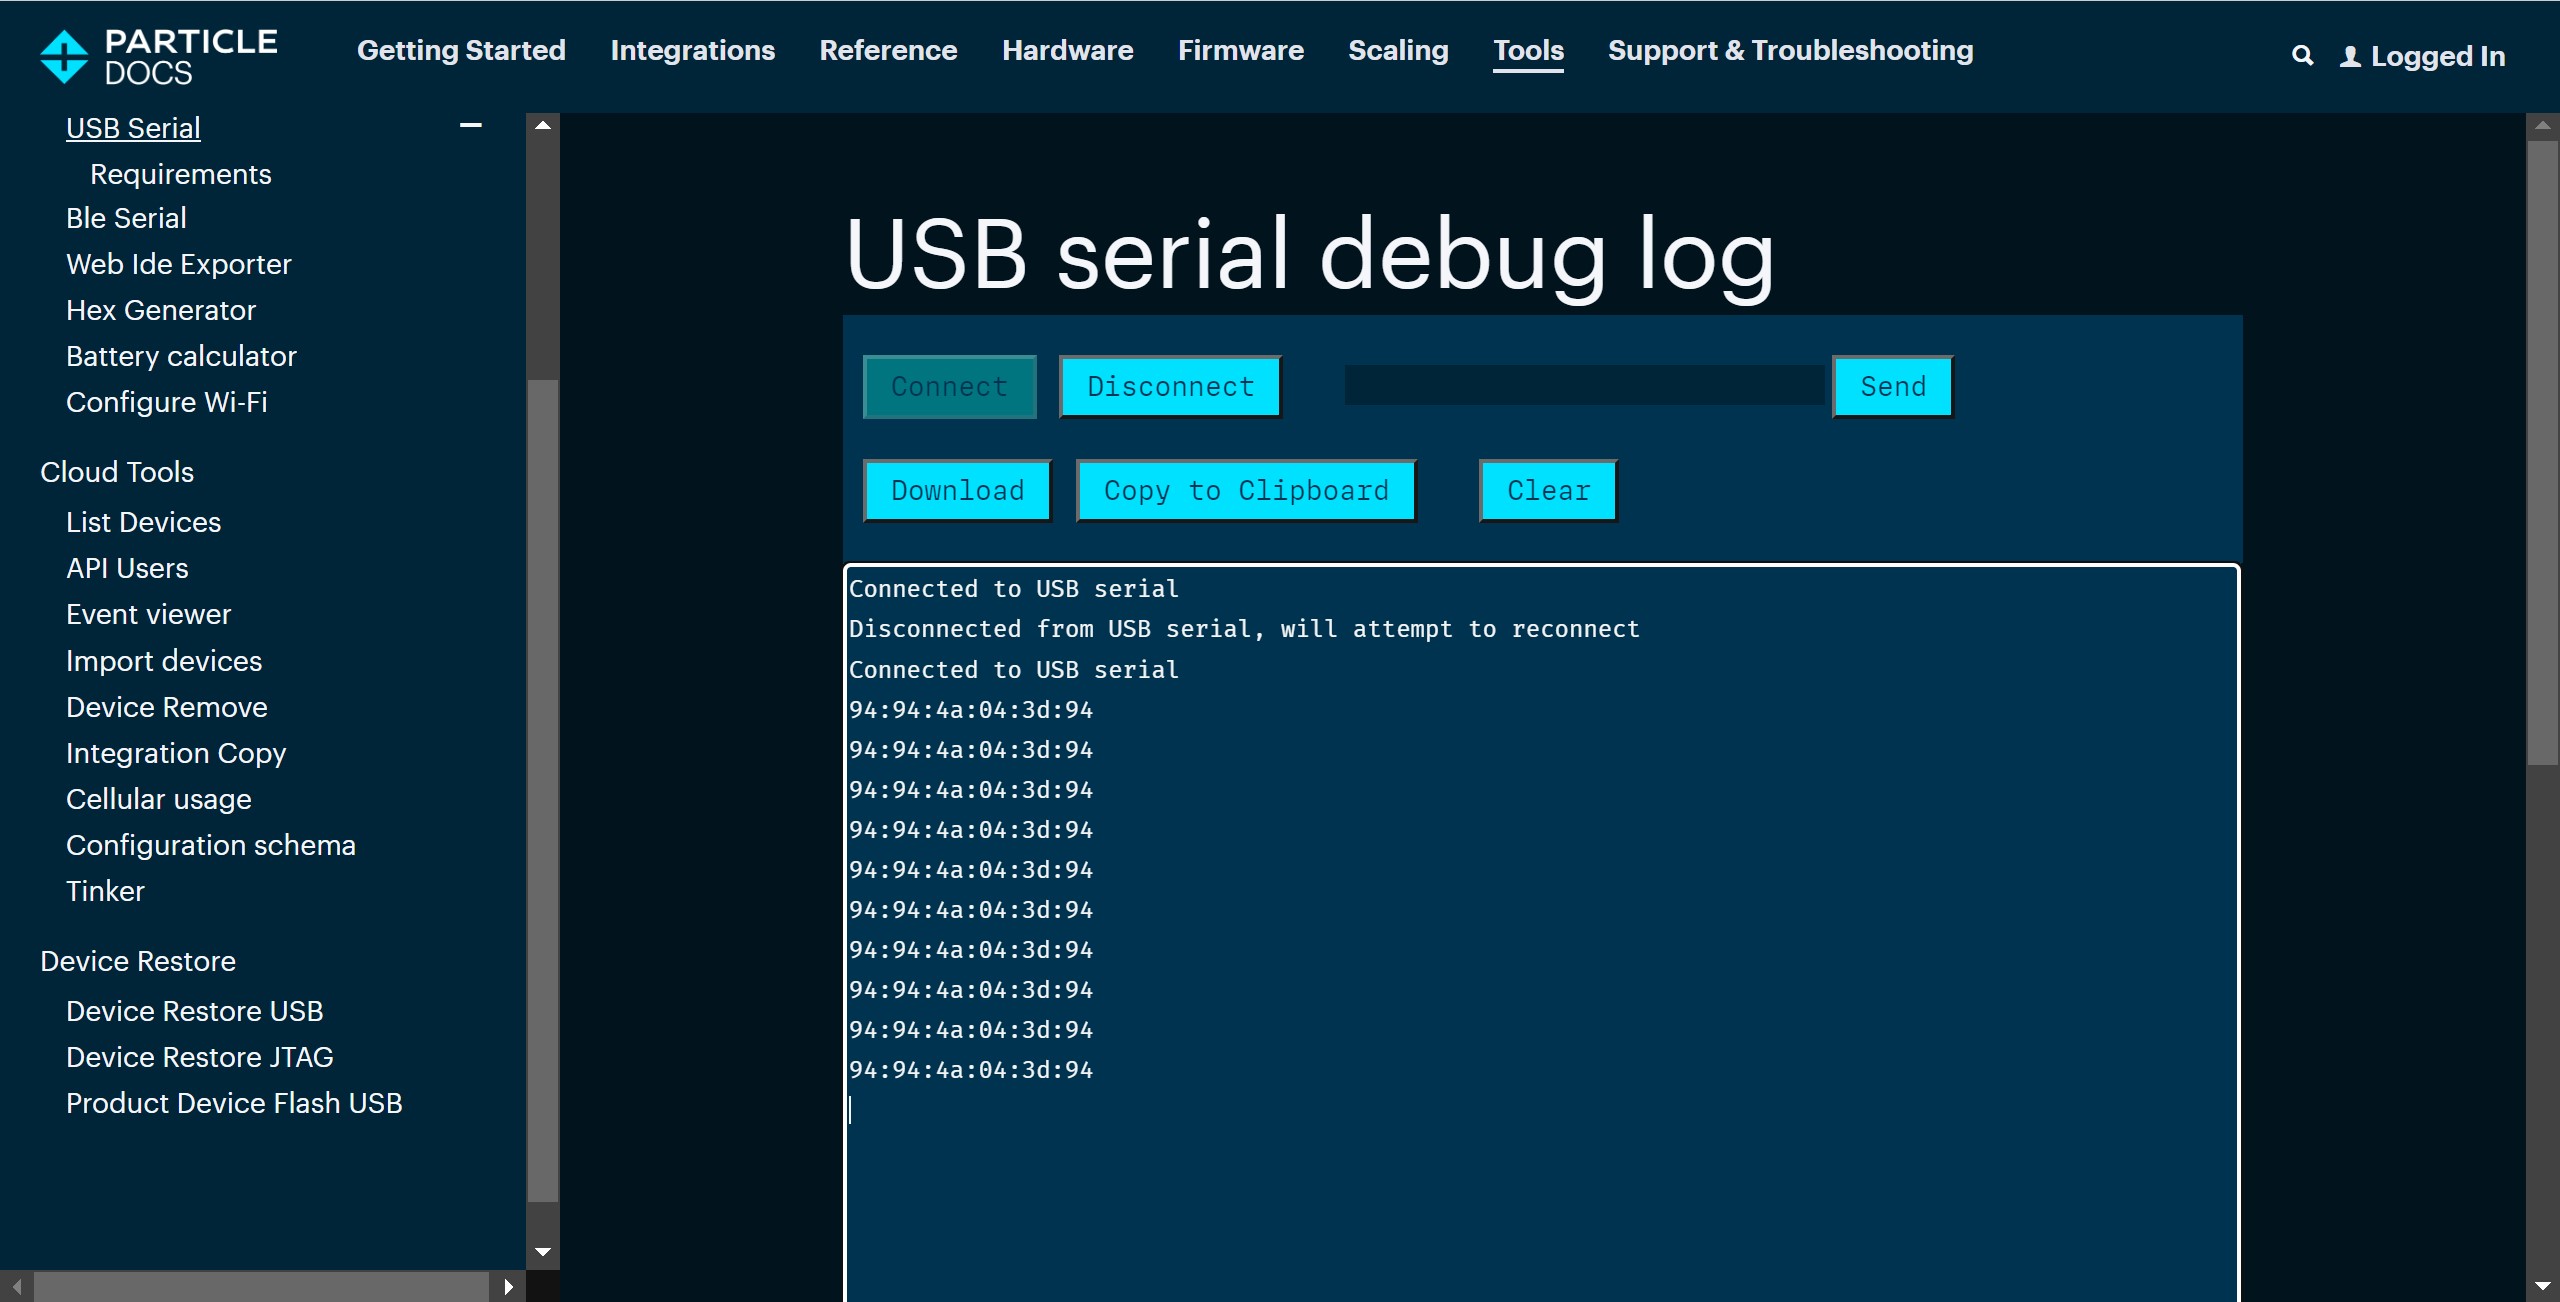 PARTICLE
DOCS
Getting Started Integrations Reference Hardware Firmware Scaling Tools Support & Troubleshooting Logged In
USB Serial
Requirements
Ble Serial
Web Ide Exporter
Hex Generator
Battery calculator
Configure Wi-Fi
Cloud Tools
List Devices
API Users
Event viewer
Import devices
Device Remove
Integration Copy
Cellular usage
Configuration schema
Tinker
Device Restore
Device Restore USB
Device Restore JTAG
Product Device Flash USB
USB serial debug log
Connect Disconnect Send
Download Copy to Clipboard Clear
Connected to USB serial
Disconnected from USB serial, will attempt to reconnect
Connected to USB serial
94:94:4a:04:3d:94
94:94:4a:04:3d:94
94:94:4a:04:3d:94
94:94:4a:04:3d:94
94:94:4a:04:3d:94
94:94:4a:04:3d:94
94:94:4a:04:3d:94
94:94:4a:04:3d:94
94:94:4a:04:3d:94
94:94:4a:04:3d:94